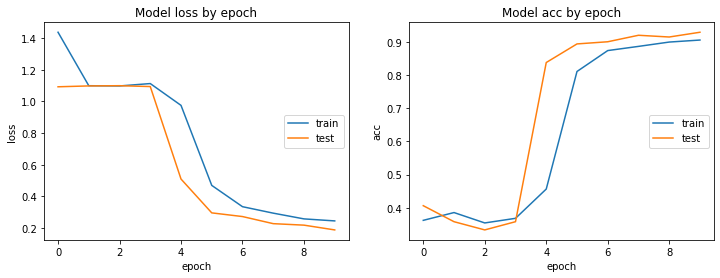 Model loss by epoch
loss
1.4
1.2
1.0
0.8
0.6
0.4
0.2
0 2 4 6 8
epoch
train
test
Model acc by epoch
acc
0.9
0.8
0.7
0.6
0.5
0.4
0 2 4 6 8
epoch
train
test